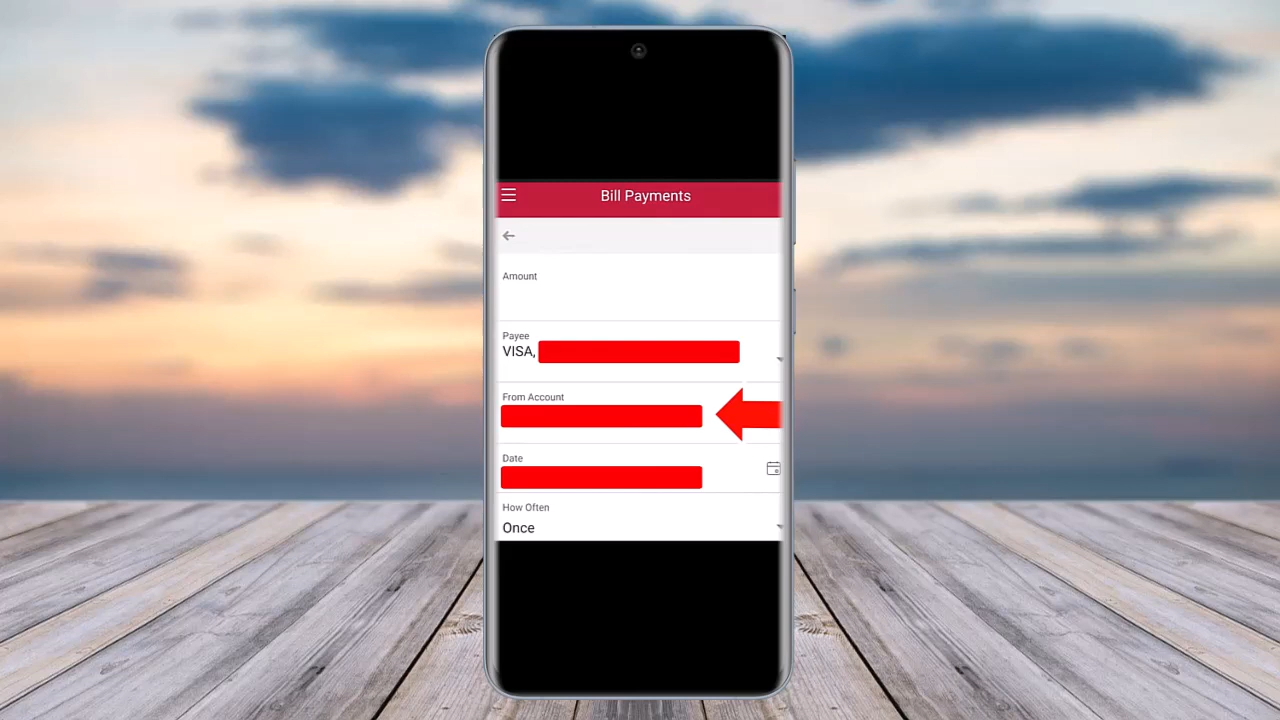 Bill Payments
Amount
Payee
VISA,
From Account
Date
How Often
Once